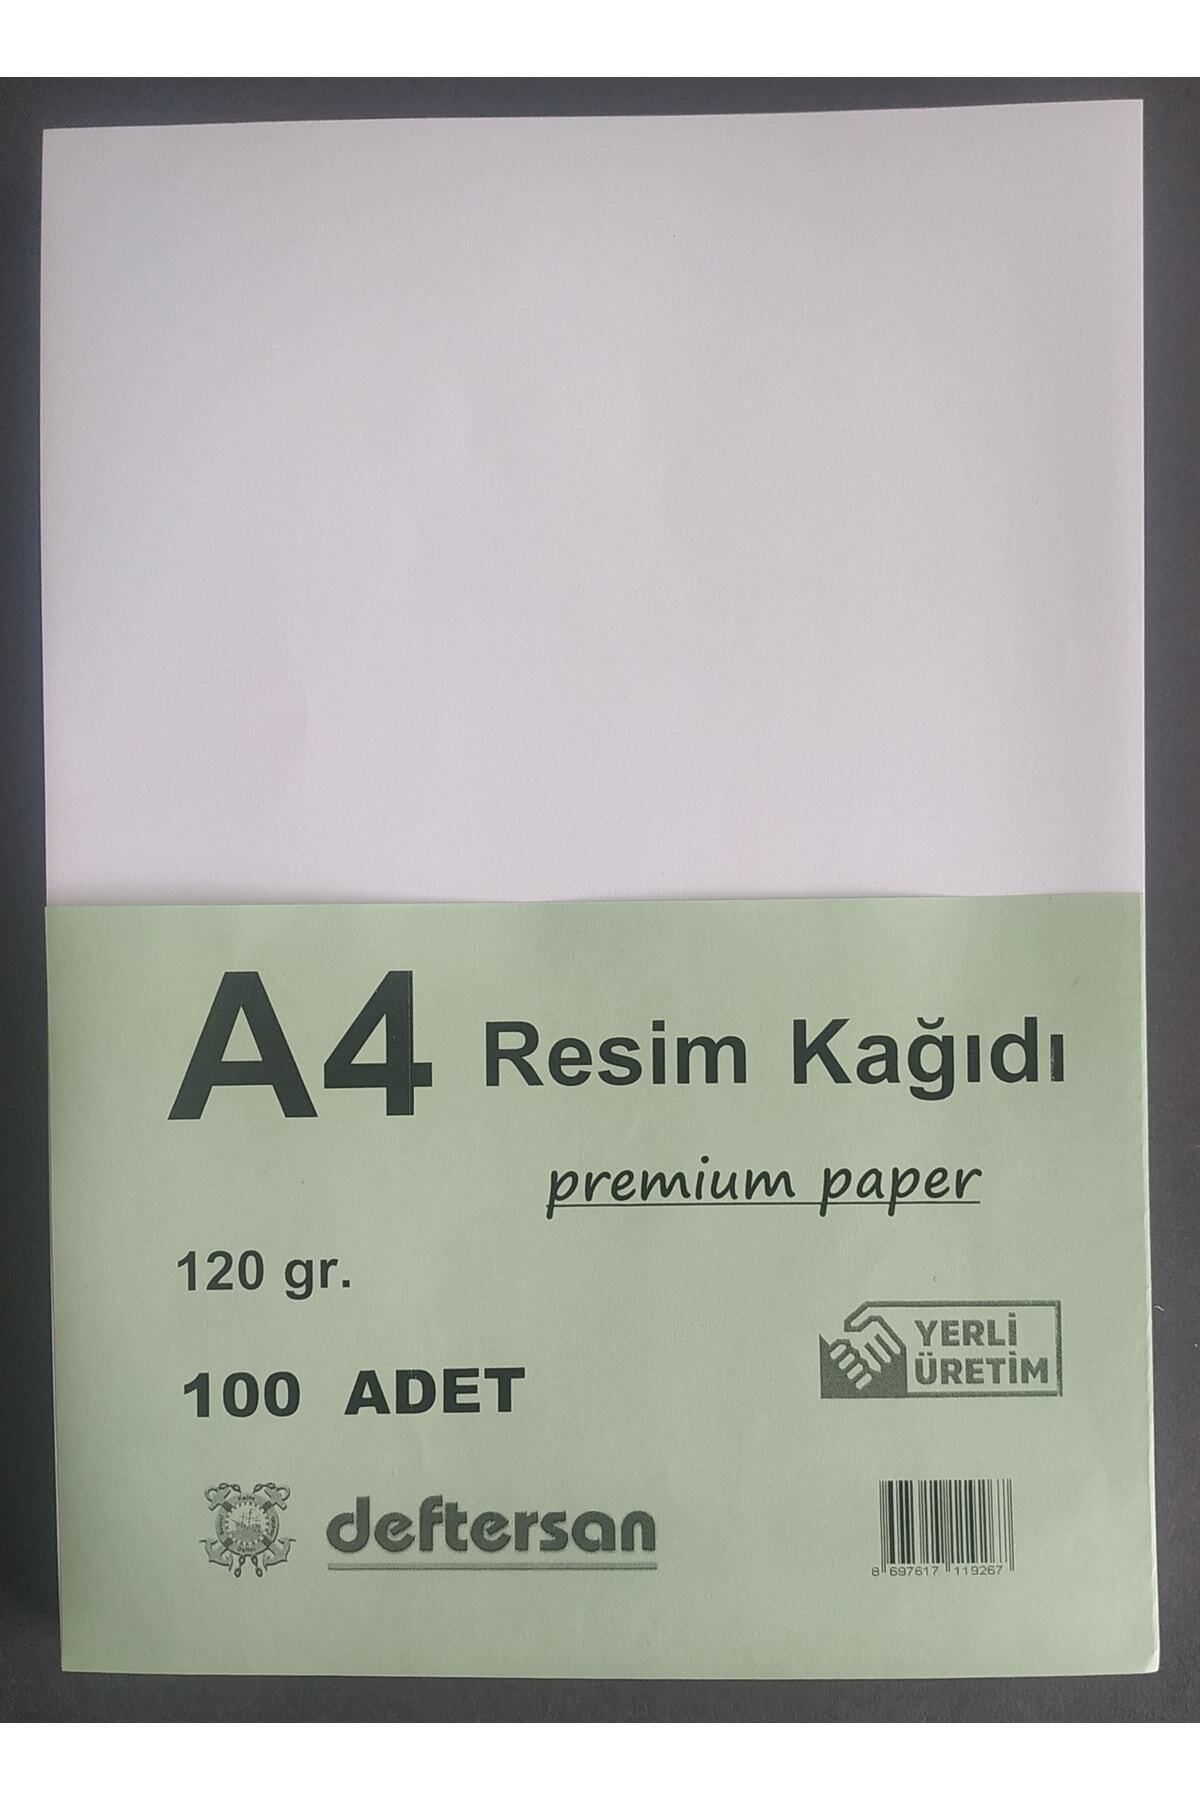 A4 Resim Kağıdı
premium paper
120 gr.
100 ADET
YERLİ
ÜRETİM
deftersan
8 697617 119267